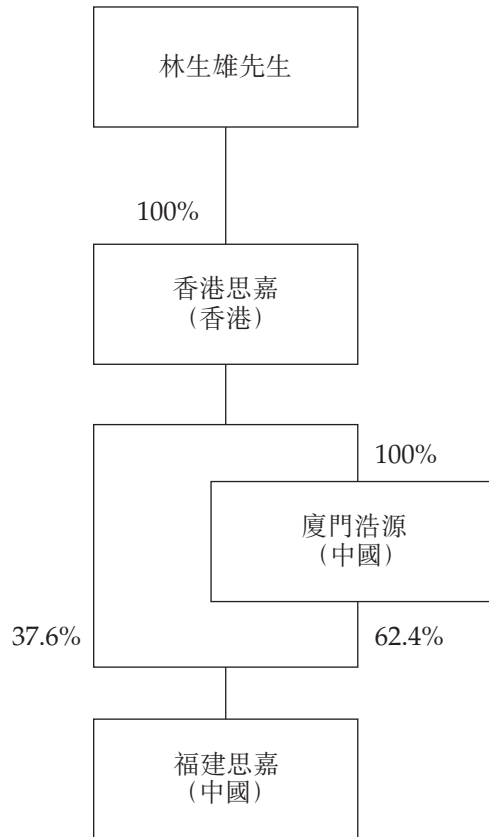 林生雄先生
100%
香港思嘉
（香港）
100%
廈門浩源
（中國）
37.6%
62.4%
福建思嘉
（中國）